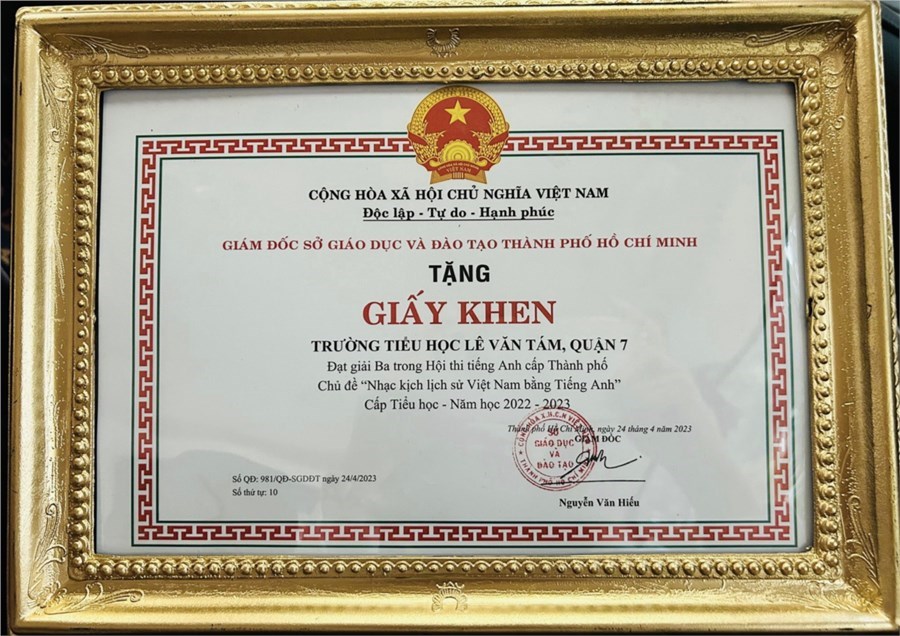 VIỆT NAM
CỘNG HÒA XÃ HỘI CHỦ NGHĨA VIỆT NAM
Độc lập - Tự do - Hạnh phúc
GIÁM ĐỐC SỞ GIÁO DỤC VÀ ĐÀO TẠO THÀNH PHỐ HỒ CHÍ MINH
TẶNG
GIẤY KHEN
TRƯỜNG TIỂU HỌC LÊ VĂN TÁM, QUẬN 7
Đạt giải Ba trong Hội thi tiếng Anh cấp Thành phố
Chủ đề “Nhạc kịch lịch sử Việt Nam bằng Tiếng Anh”
Cấp Tiểu học - Năm học 2022 - 2023
Thành phố Hồ Chí Minh, ngày 24 tháng 4 năm 2023
GIÁM ĐỐC
SỞ
GIÁO DỤC
VÀ
ĐÀO TẠO
Số QĐ: 981/QĐ-SGDĐT ngày 24/4/2023
Số thứ tự: 10
Nguyễn Văn Hiếu